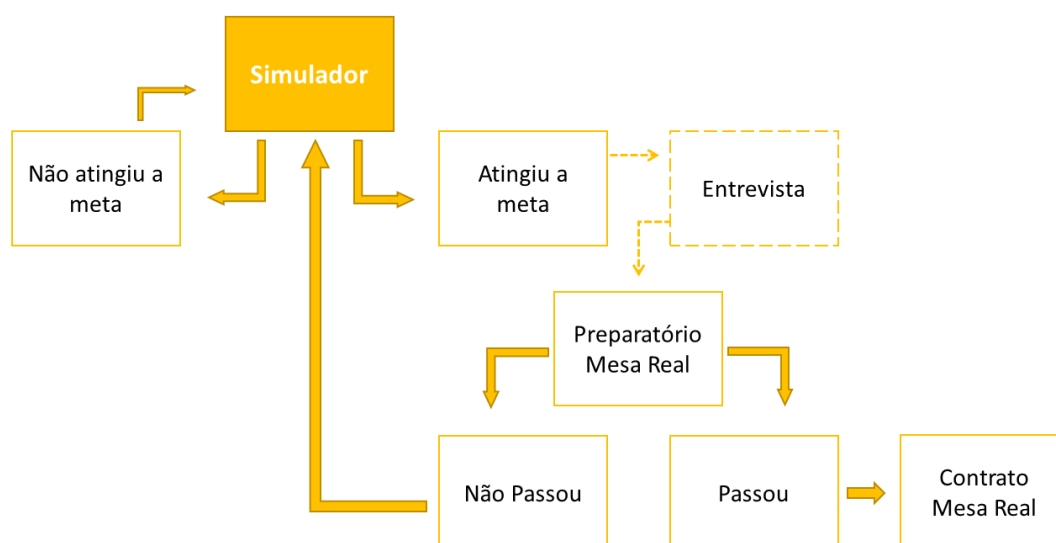 Simulador
Não atingiu a
meta
Atingiu a
meta
Entrevista
Preparatório
Mesa Real
Não Passou
Passou
Contrato
Mesa Real